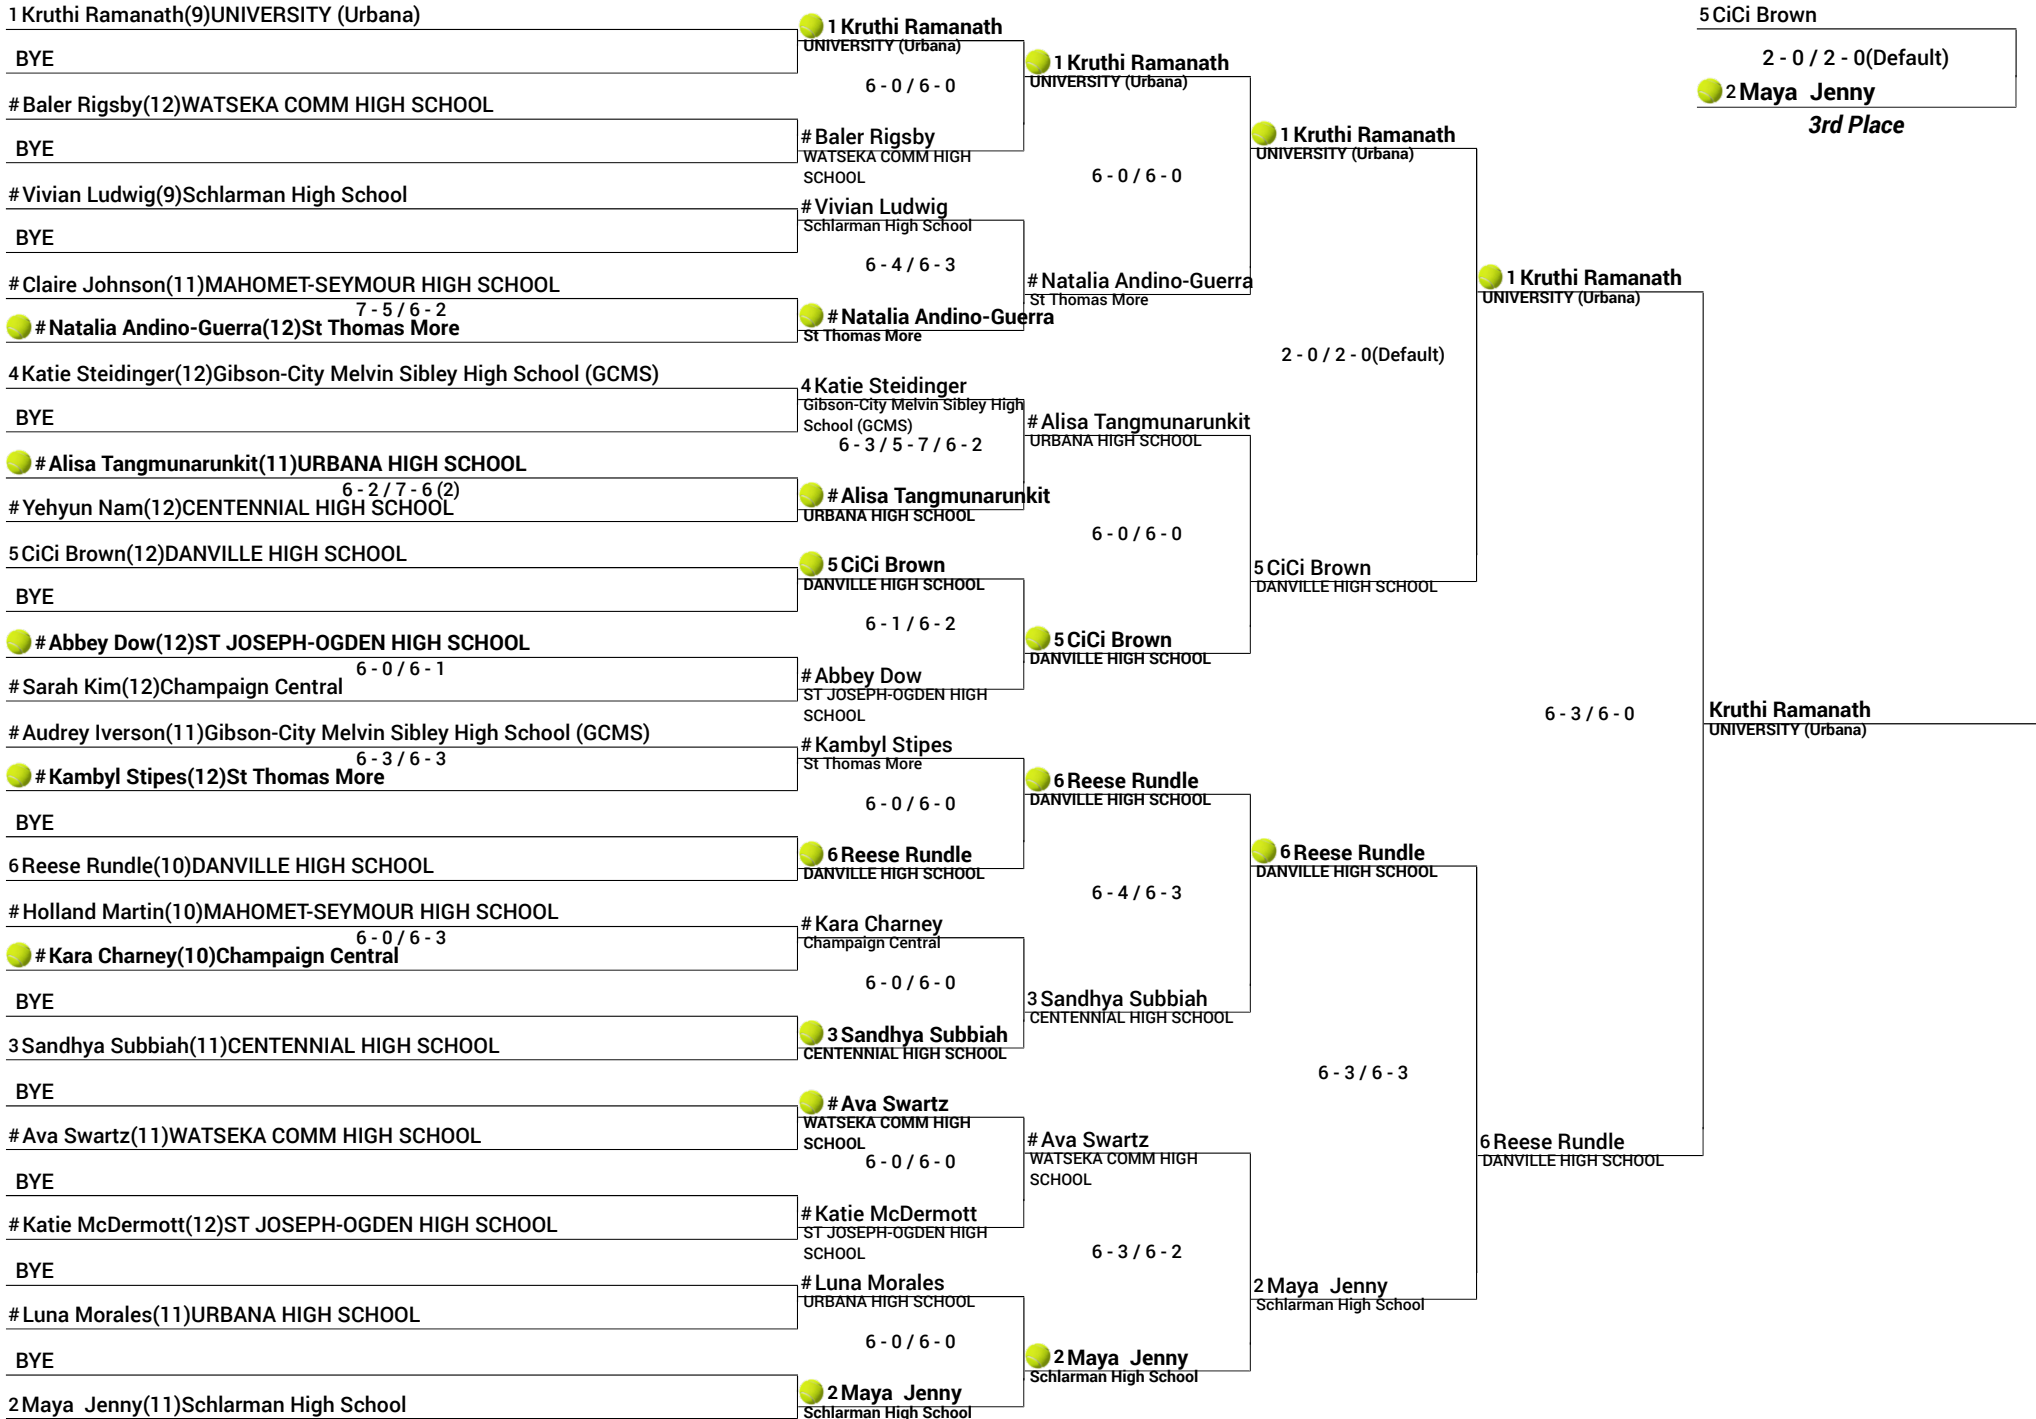 1 Kruthi Ramanath(9)UNIVERSITY (Urbana)
BYE
# Baler Rigsby(12)WATSEKA COMM HIGH SCHOOL
BYE
# Vivian Ludwig(9)Schlarman High School
BYE
# Claire Johnson(11)MAHOMET-SEYMOUR HIGH SCHOOL
7 - 5 / 6 - 2
# Natalia Andino-Guerra(12)St Thomas More
4 Katie Steidinger(12)Gibson-City Melvin Sibley High School (GCMS)
BYE
# Alisa Tangmunarunkit(11)URBANA HIGH SCHOOL
6 - 2 / 7 - 6 (2)
# Yehyun Nam(12)CENTENNIAL HIGH SCHOOL
5 CiCi Brown(12)DANVILLE HIGH SCHOOL
BYE
# Abbey Dow(12)ST JOSEPH-OGDEN HIGH SCHOOL
6 - 0 / 6 - 1
# Sarah Kim(12)Champaign Central
# Audrey Iverson(11)Gibson-City Melvin Sibley High School (GCMS)
6 - 3 / 6 - 3
# Kambyl Stipes(12)St Thomas More
BYE
6 Reese Rundle(10)DANVILLE HIGH SCHOOL
# Holland Martin(10)MAHOMET-SEYMOUR HIGH SCHOOL
6 - 0 / 6 - 3
# Kara Charney(10)Champaign Central
BYE
3 Sandhya Subbiah(11)CENTENNIAL HIGH SCHOOL
BYE
# Ava Swartz(11)WATSEKA COMM HIGH SCHOOL
BYE
# Katie McDermott(12)ST JOSEPH-OGDEN HIGH SCHOOL
BYE
# Luna Morales(11)URBANA HIGH SCHOOL
BYE
2 Maya  Jenny(11)Schlarman High School
1 Kruthi Ramanath
UNIVERSITY (Urbana)
6 - 0 / 6 - 0
# Baler Rigsby
WATSEKA COMM HIGH
SCHOOL
# Vivian Ludwig
Schlarman High School
6 - 4 / 6 - 3
# Natalia Andino-Guerra
St Thomas More
4 Katie Steidinger
Gibson-City Melvin Sibley High
School (GCMS)
6 - 3 / 5 - 7 / 6 - 2
# Alisa Tangmunarunkit
URBANA HIGH SCHOOL
5 CiCi Brown
DANVILLE HIGH SCHOOL
6 - 1 / 6 - 2
# Abbey Dow
ST JOSEPH-OGDEN HIGH
SCHOOL
# Kambyl Stipes
St Thomas More
6 - 0 / 6 - 0
6 Reese Rundle
DANVILLE HIGH SCHOOL
# Kara Charney
Champaign Central
6 - 0 / 6 - 0
3 Sandhya Subbiah
CENTENNIAL HIGH SCHOOL
# Ava Swartz
WATSEKA COMM HIGH
SCHOOL
6 - 0 / 6 - 0
# Katie McDermott
ST JOSEPH-OGDEN HIGH
SCHOOL
# Luna Morales
URBANA HIGH SCHOOL
6 - 0 / 6 - 0
2 Maya  Jenny
Schlarman High School
1 Kruthi Ramanath
UNIVERSITY (Urbana)
6 - 0 / 6 - 0
# Natalia Andino-Guerra
St Thomas More
# Alisa Tangmunarunkit
URBANA HIGH SCHOOL
6 - 0 / 6 - 0
5 CiCi Brown
DANVILLE HIGH SCHOOL
6 Reese Rundle
DANVILLE HIGH SCHOOL
6 - 4 / 6 - 3
3 Sandhya Subbiah
CENTENNIAL HIGH SCHOOL
# Ava Swartz
WATSEKA COMM HIGH
SCHOOL
6 - 3 / 6 - 2
2 Maya  Jenny
Schlarman High School
1 Kruthi Ramanath
UNIVERSITY (Urbana)
2 - 0 / 2 - 0(Default)
5 CiCi Brown
DANVILLE HIGH SCHOOL
6 Reese Rundle
DANVILLE HIGH SCHOOL
6 - 3 / 6 - 3
2 Maya  Jenny
Schlarman High School
1 Kruthi Ramanath
UNIVERSITY (Urbana)
6 - 3 / 6 - 0
6 Reese Rundle
DANVILLE HIGH SCHOOL
Kruthi Ramanath
UNIVERSITY (Urbana)
5 CiCi Brown
2 - 0 / 2 - 0(Default)
2 Maya  Jenny
3rd Place